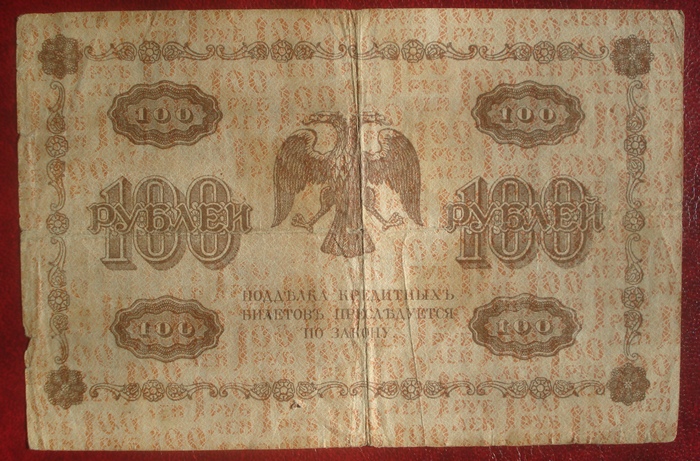 100 100
100 100
РУБЛЕЙ РУБЛЕЙ
ПОДДѢЛКА КРЕДИТНЫХЪ
БИЛЕТОВЪ ПРЕСЛѢДУЕТСЯ
ПО ЗАКОНУ
100 100